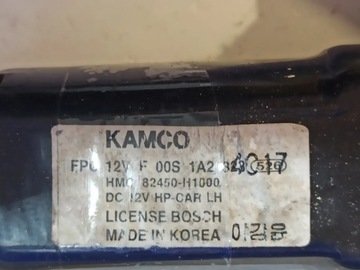 KAMCO
FPG 12V F 00S 1A2
4017
HMC 82450-H1000
DC 12V HP-CAR LH
LICENSE BOSCH
MADE IN KOREA